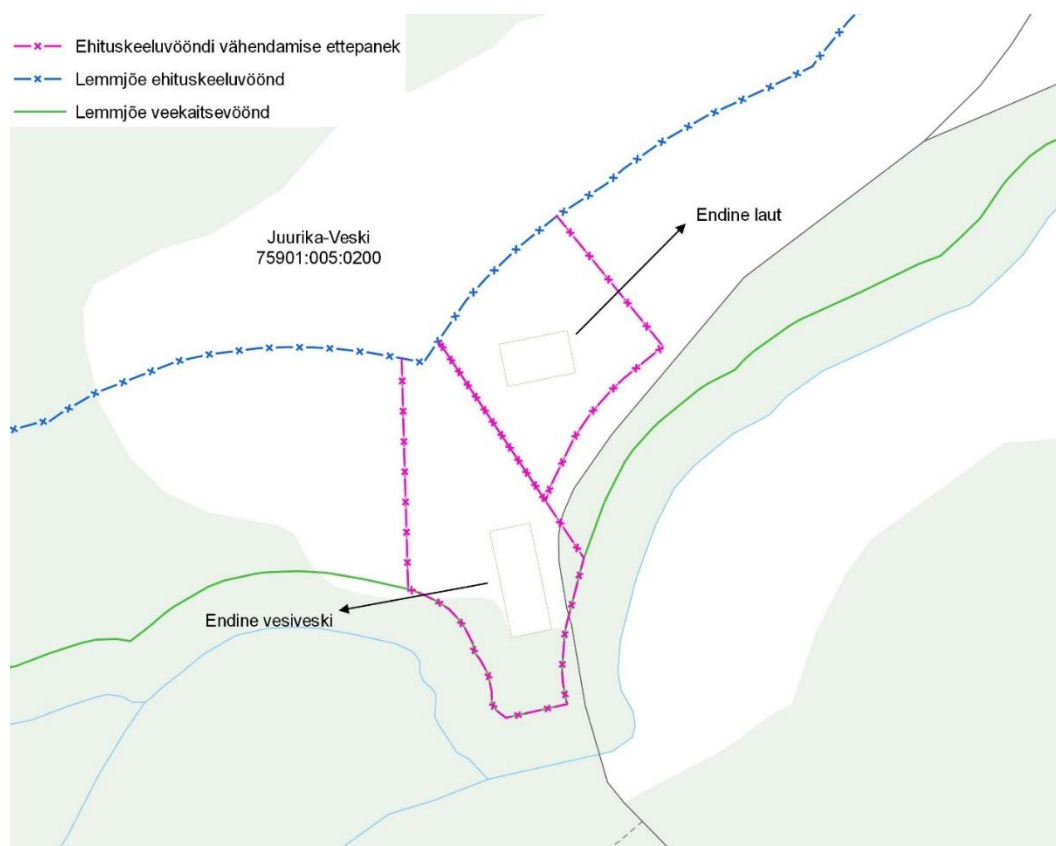 Ehituskeeluvööndi vähendamise ettepanek
Lemmjõe ehituskeeluvöönd
Lemmjõe veekaitsevöönd
Endine laut
Juurika-Veski
75901:005:0200
Endine vesiveski